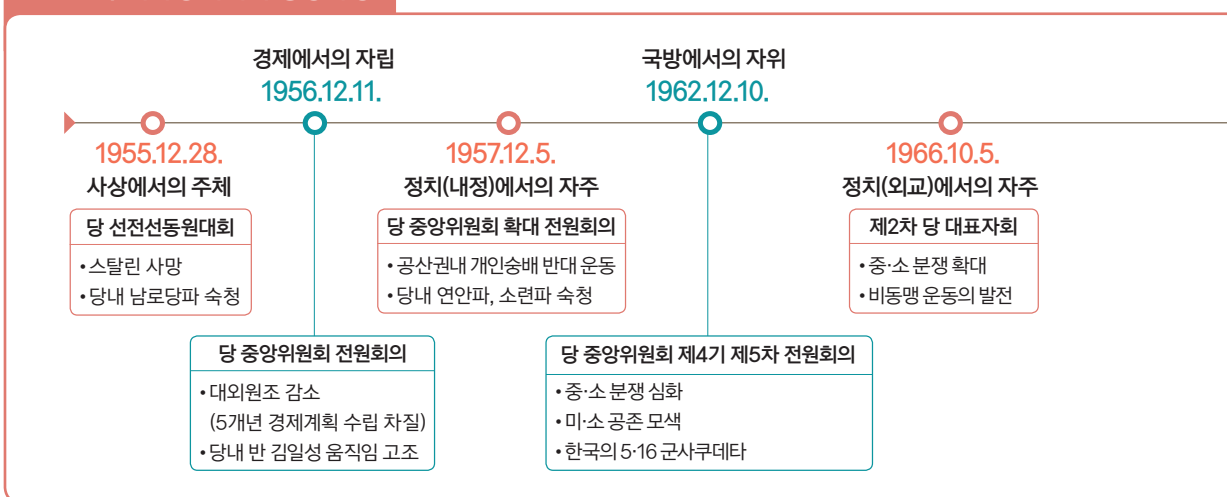 경제에서의 자립
1956.12.11.
국방에서의 자위
1962.12.10.
1955.12.28.
사상에서의 주체
당 선전선동원대회
•스탈린 사망
•당내 남로당파 숙청
1957.12.5.
정치(내정)에서의 자주
당 중앙위원회 확대 전원회의
•공산권내 개인숭배 반대 운동
•당내 연안파, 소련파 숙청
1966.10.5.
정치(외교)에서의 자주
제2차 당 대표자회
•중·소 분쟁 확대
•비동맹 운동의 발전
당 중앙위원회 전원회의
•대외원조 감소
(5개년 경제계획 수립 차질)
•당내 반 김일성 움직임 고조
당 중앙위원회 제4기 제5차 전원회의
•중·소 분쟁 심화
•미·소 공존 모색
•한국의 5·16 군사쿠데타